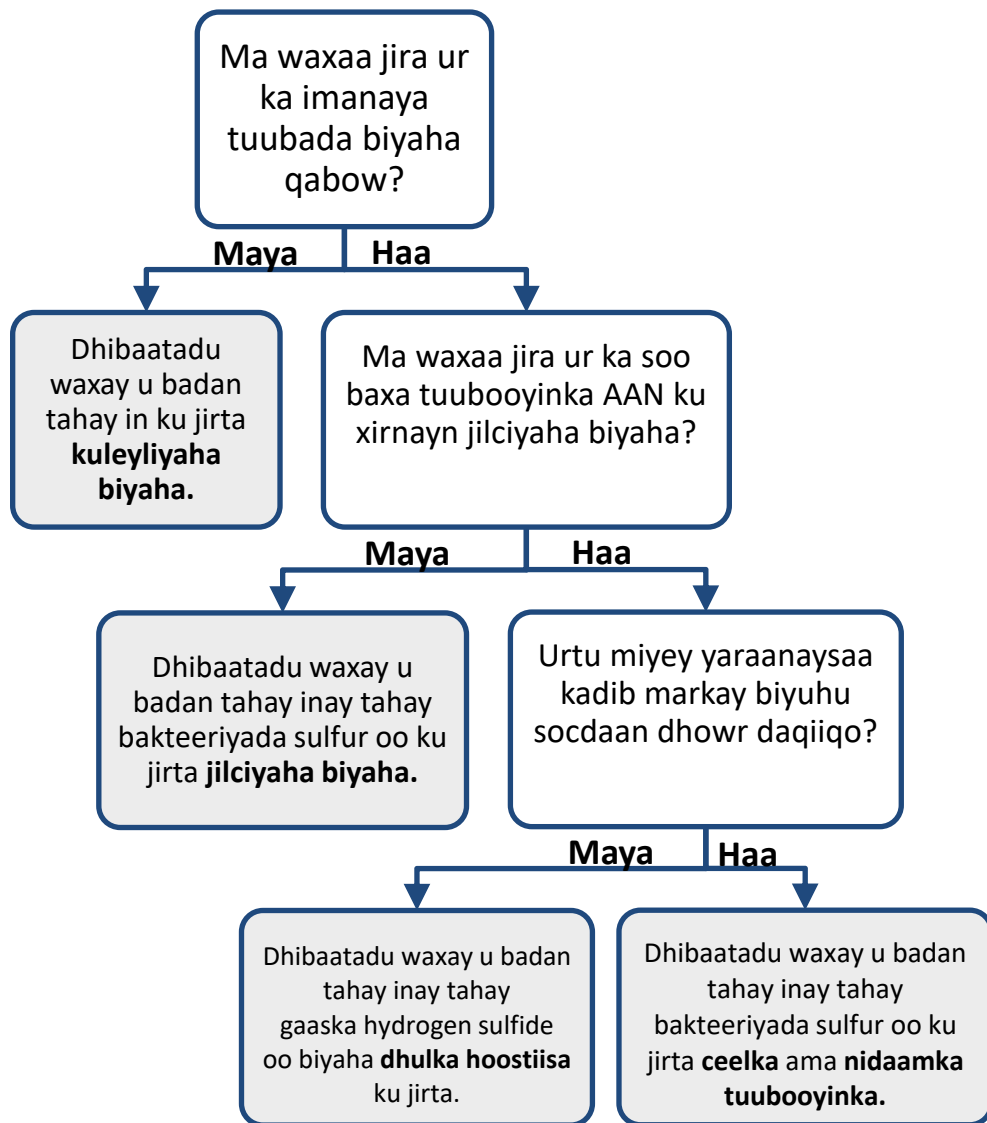 Ma waxaa jira ur
ka imanaya
tuubada biyaha
qabow?
Maya
Haa
Dhibaatadu
waxay u badan
tahay in ku jirta
kuleyliyaha
biyaha.
Ma waxaa jira ur ka soo
baxa tuubooyinka AAN ku
xirnayn jilciyaha biyaha?
Maya
Haa
Dhibaatadu waxay u
badan tahay inay tahay
bakteeriyada sulfur oo ku
jirta jilciyaha biyaha.
Urtu miyey yaraanaysaa
kadib markay biyuhu
socdaan dhowr daqiiqo?
Maya
Haa
Dhibaatadu waxay u badan
tahay inay tahay
gaaska hydrogen sulfide
oo biyaha dhulka hoostiisa
ku jirta.
Dhibaatadu waxay u badan
tahay inay tahay
bakteeriyada sulfur oo ku
jirta ceelka ama nidaamka
tuubooyinka.